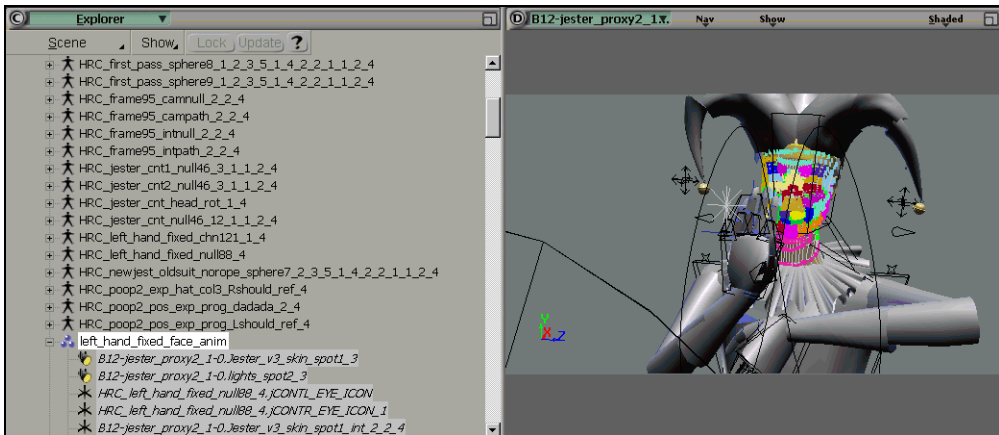 Explorer
Scene Show Lock Update ?
HRC_first_pass_sphere8_1_2_3_5_1_4_2_2_1_1_2_4
HRC_first_pass_sphere9_1_2_3_5_1_4_2_2_1_1_2_4
HRC_frame95_camnull_2_2_4
HRC_frame95_campath_2_2_4
HRC_frame95_intnull_2_2_4
HRC_frame95_intpath_2_2_4
HRC_jester_cnt1_null46_3_1_1_2_4
HRC_jester_cnt2_null46_3_1_1_2_4
HRC_jester_cnt_head_rot_1_4
HRC_jester_cnt_null46_12_1_1_2_4
HRC_left_hand_fixed_chn121_1_4
HRC_left_hand_fixed_null88_4
HRC_newjest_oldsuit_norope_sphere7_2_3_5_1_4_2_2_1_1_2_4
HRC_poop2_exp_hat_col3_Rshould_ref_4
HRC_poop2_pos_exp_prog_dadada_2_4
HRC_poop2_pos_exp_prog_Lshould_ref_4
left_hand_fixed_face_anim
B12-jester_proxy2_1-0.Jester_v3_skin_spot1_3
B12-jester_proxy2_1-0.lights_spot2_3
HRC_left_hand_fixed_null88_4.jCONTL_EYE_ICON
HRC_left_hand_fixed_null88_4.jCONTR_EYE_ICON_1
B12-jester_proxy2_1-0.Jester_v3_skin_spot1_int_2_2_4
D B12-jester_proxy2_1 Nav Show Shaded
Y
X Z